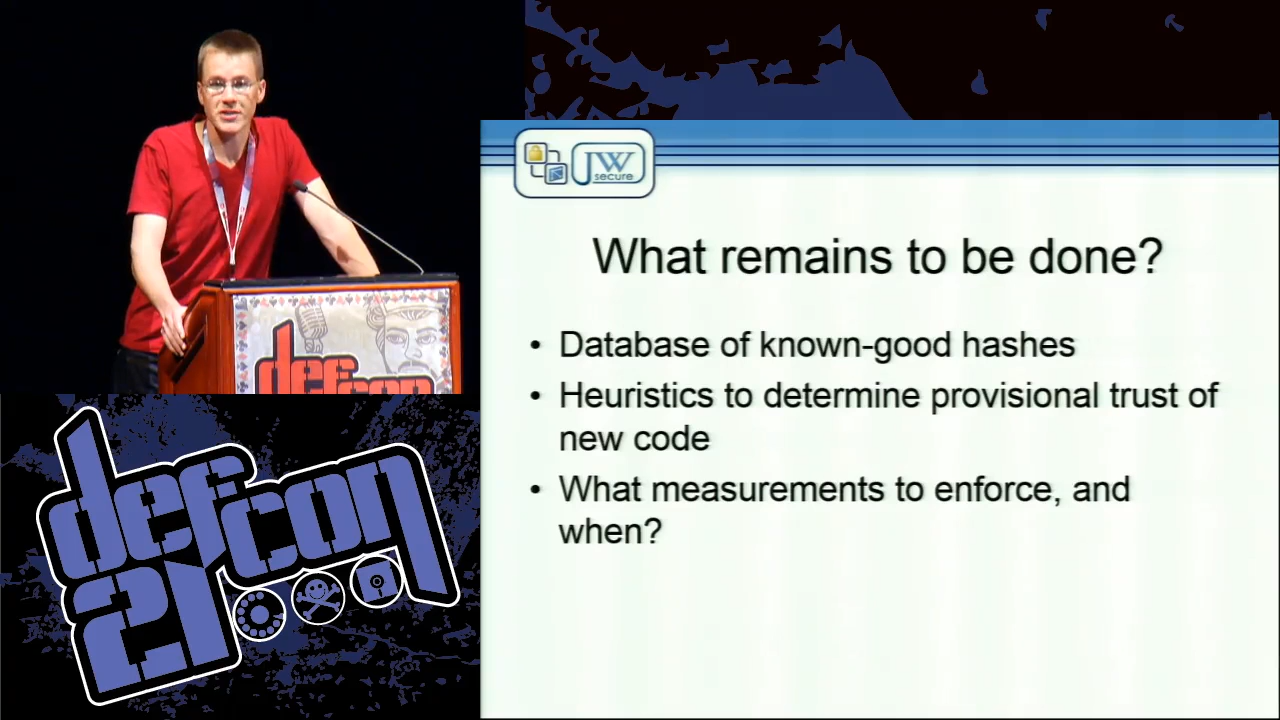 JW
secure
What remains to be done?
• Database of known-good hashes
• Heuristics to determine provisional trust of
new code
• What measurements to enforce, and
when?
defcon
defcon
21